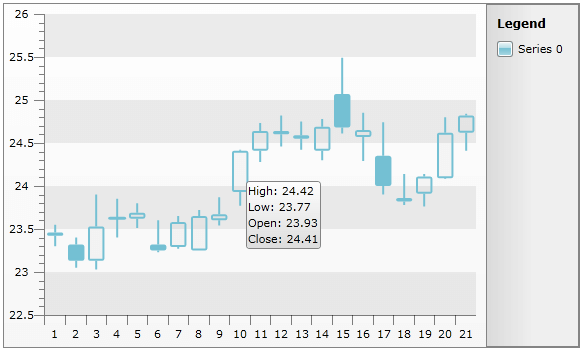 26
25.5
25
24.5
24
23.5
23
22.5
1 2 3 4 5 6 7 8 9 10 11 12 13 14 15 16 17 18 19 20 21
High: 24.42
Low: 23.77
Open: 23.93
Close: 24.41
Legend
Series 0